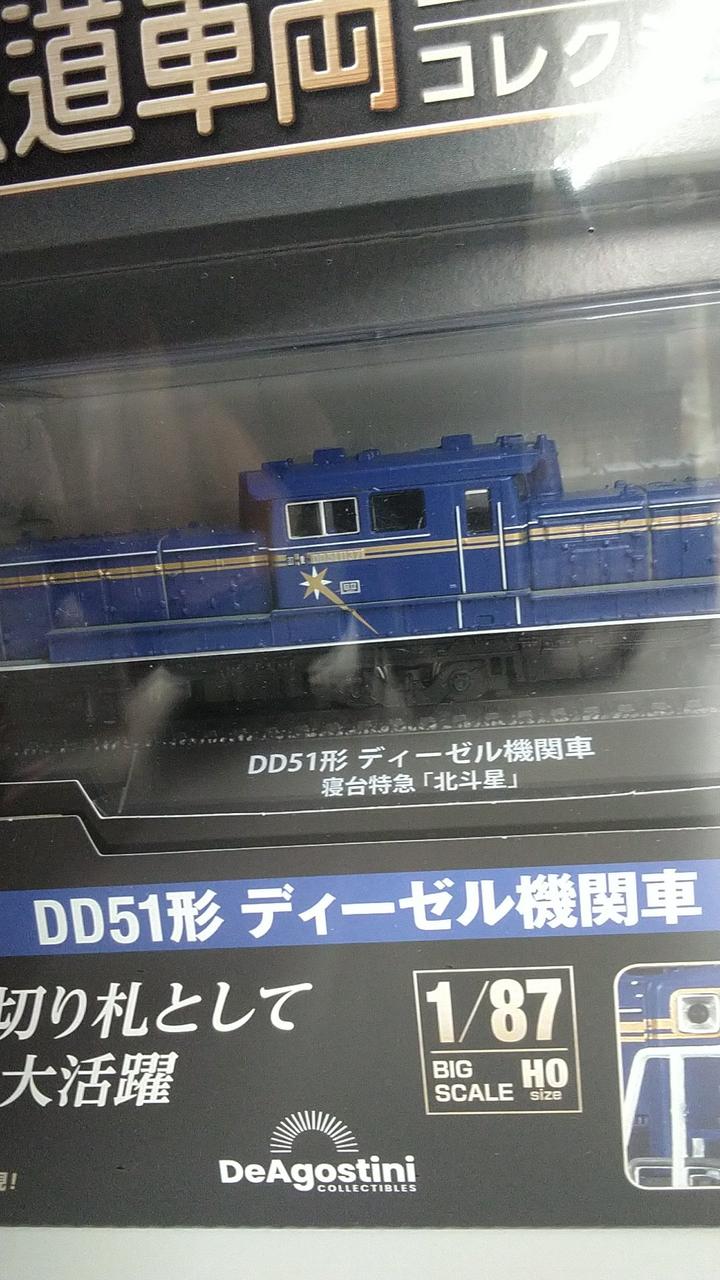 道車両
コレク
DD51形 ディーゼル機関車
寝台特急「北斗星」
DD51形 ディーゼル機関車
切り札として
大活躍
1/87
BIG SCALE HO size
DeAgostini
COLLECTIBLES